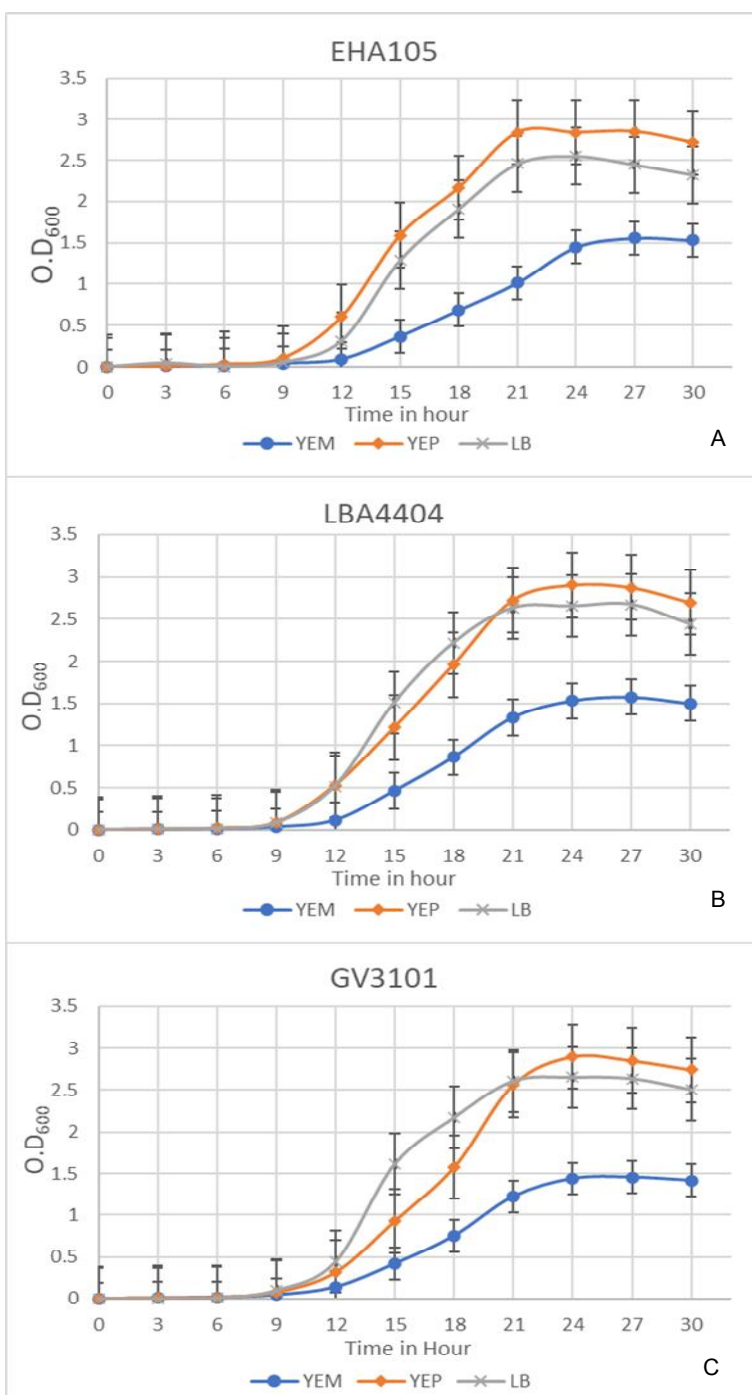 EHA105
3.5
3
2.5
2
1.5
1
0.5
0
O.D600
0 3 6 9 12 15 18 21 24 27 30
Time in hour
YEM YEP LB
A
LBA4404
3.5
3
2.5
2
1.5
1
0.5
0
O.D600
0 3 6 9 12 15 18 21 24 27 30
Time in hour
YEM YEP LB
B
GV3101
3.5
3
2.5
2
1.5
1
0.5
0
O.D600
0 3 6 9 12 15 18 21 24 27 30
Time in Hour
YEM YEP LB
C